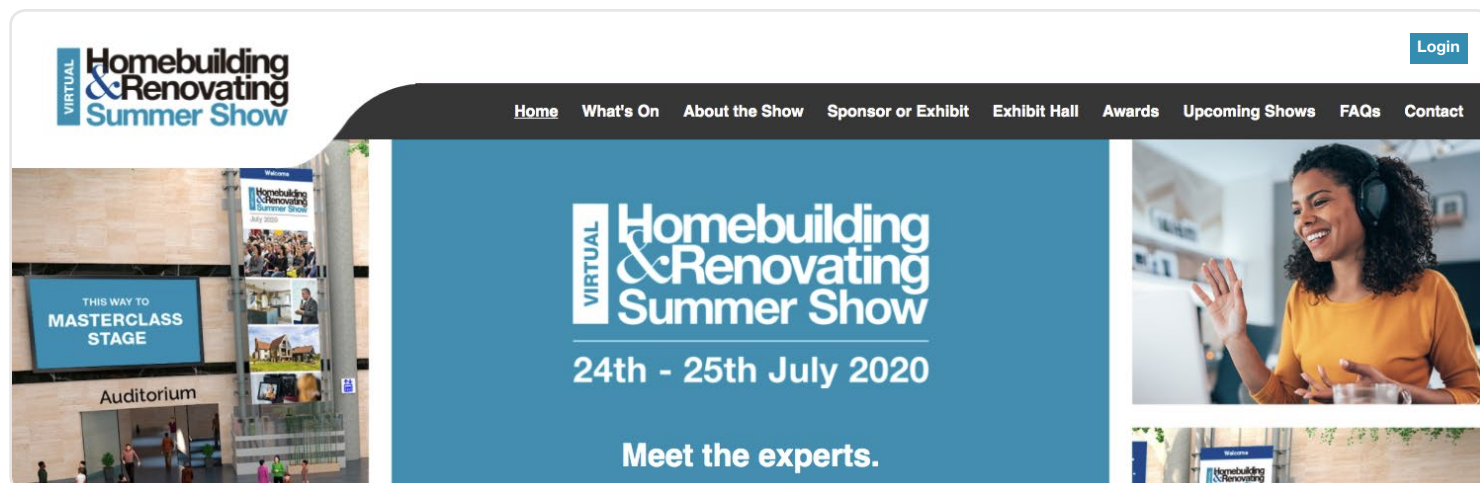 VIRTUAL
Homebuilding
&Renovating
Summer Show
Login
Home What's On About the Show Sponsor or Exhibit Exhibit Hall Awards Upcoming Shows FAQs Contact
Welcome
Homebuilding
&Renovating
Summer Show
July 2020
THIS WAY TO
MASTERCLASS
STAGE
Auditorium
VIRTUAL
Homebuilding
&Renovating
Summer Show
24th - 25th July 2020
Meet the experts.
Welcome
Homebuilding
&Renovating